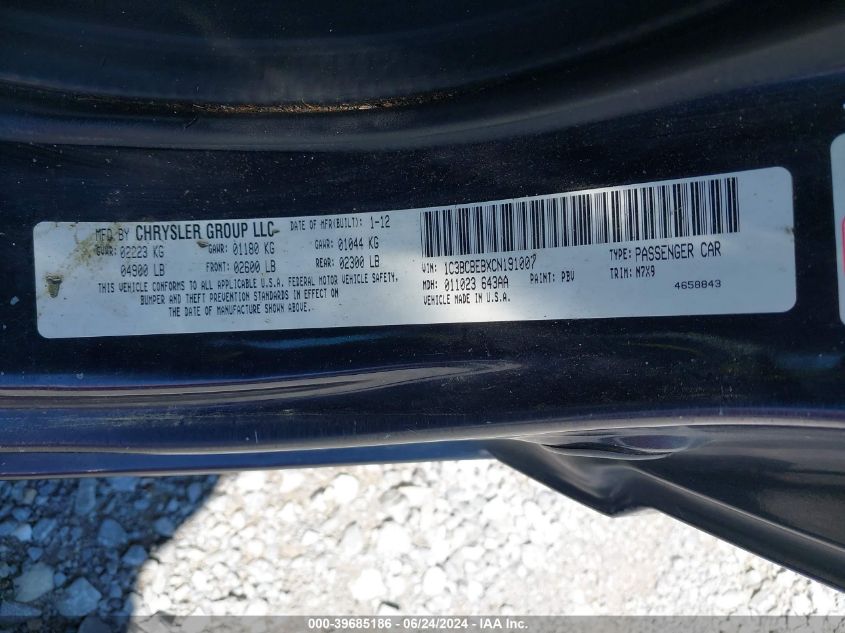 MFD BY CHRYSLER GROUP LLC DATE OF MFR(BUILT): 1-12
GVWR: 02223 KG GAWR: 01180 KG GAWR: 01044 KG
04900 LB FRONT: 02600 LB REAR: 02300 LB
THIS VEHICLE CONFORMS TO ALL APPLICABLE U.S.A. FEDERAL MOTOR VEHICLE SAFETY,
BUMPER AND THEFT PREVENTION STANDARDS IN EFFECT ON
THE DATE OF MANUFACTURE SHOWN ABOVE.
VIN: 1C3BCBEBXCN191007 TYPE: PASSENGER CAR
MDH: 011023 643AA PAINT: PBV TRIM: M7X9
VEHICLE MADE IN U.S.A. 4658843
000-39685186 - 06/24/2024 - IAA Inc.